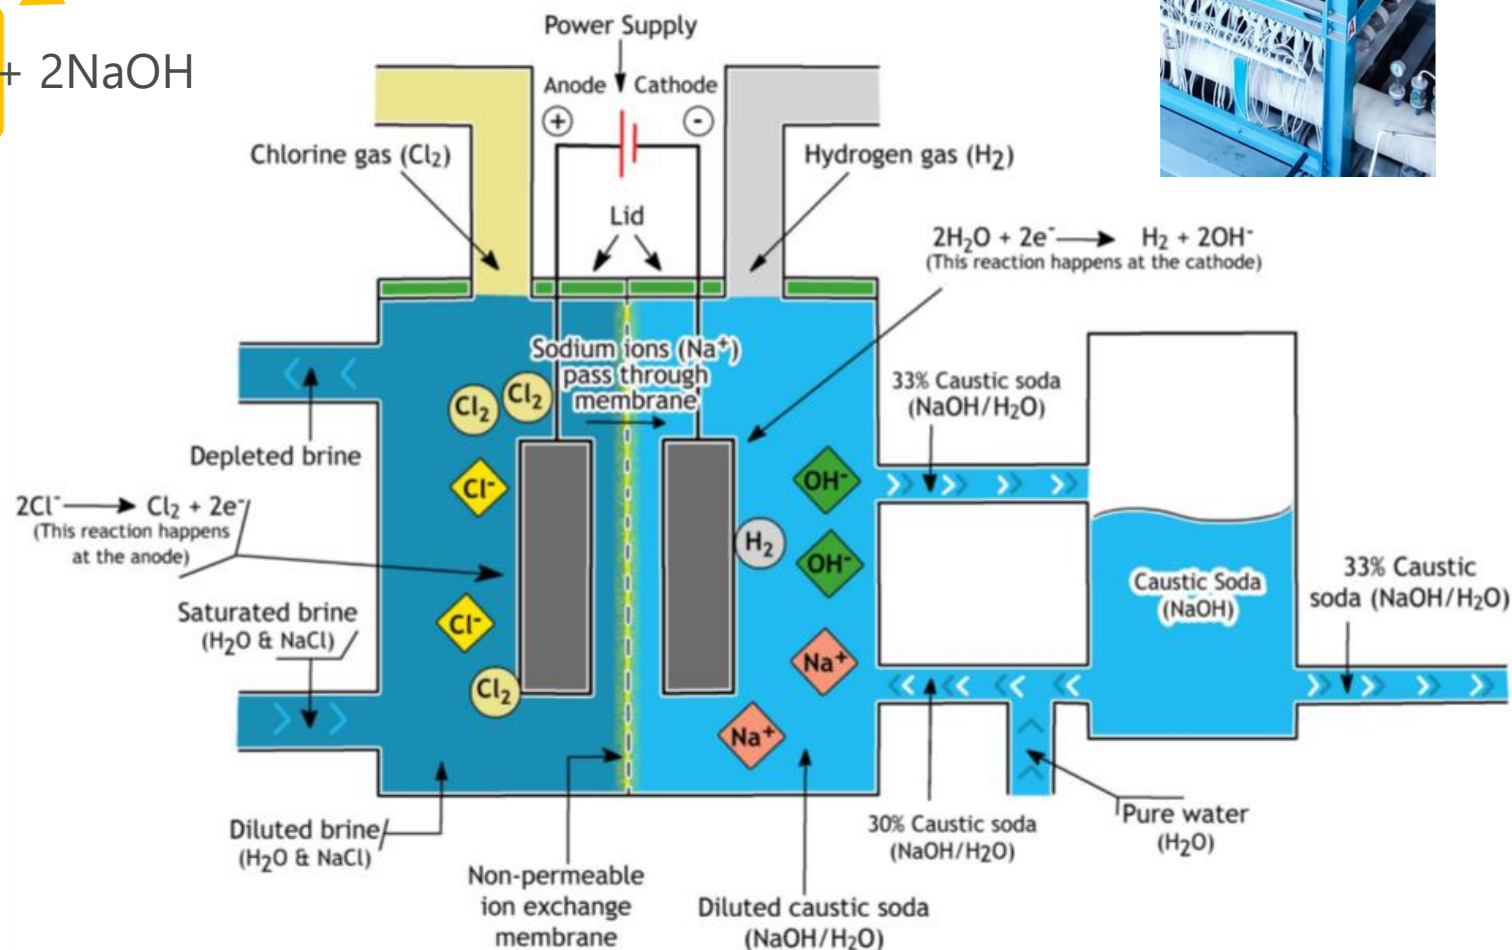 + 2NaOH
Power Supply
Anode
Cathode
+
-
Chlorine gas (Cl₂)
Hydrogen gas (H₂)
Lid
2H₂O + 2e⁻ → H₂ + 2OH⁻
(This reaction happens at the cathode)
Sodium ions (Na⁺)
pass through
membrane
Cl₂
Cl₂
33% Caustic soda
(NaOH/H₂O)
Depleted brine
Cl⁻
OH⁻
2Cl⁻ → Cl₂ + 2e⁻
(This reaction happens
at the anode)
H₂
OH⁻
Caustic Soda
(NaOH)
33% Caustic
soda (NaOH/H₂O)
Saturated brine
(H₂O & NaCl)
Cl⁻
Na⁺
Cl₂
Na⁺
Diluted brine
(H₂O & NaCl)
30% Caustic soda
(NaOH/H₂O)
Pure water
(H₂O)
Non-permeable
ion exchange
membrane
Diluted caustic soda
(NaOH/H₂O)